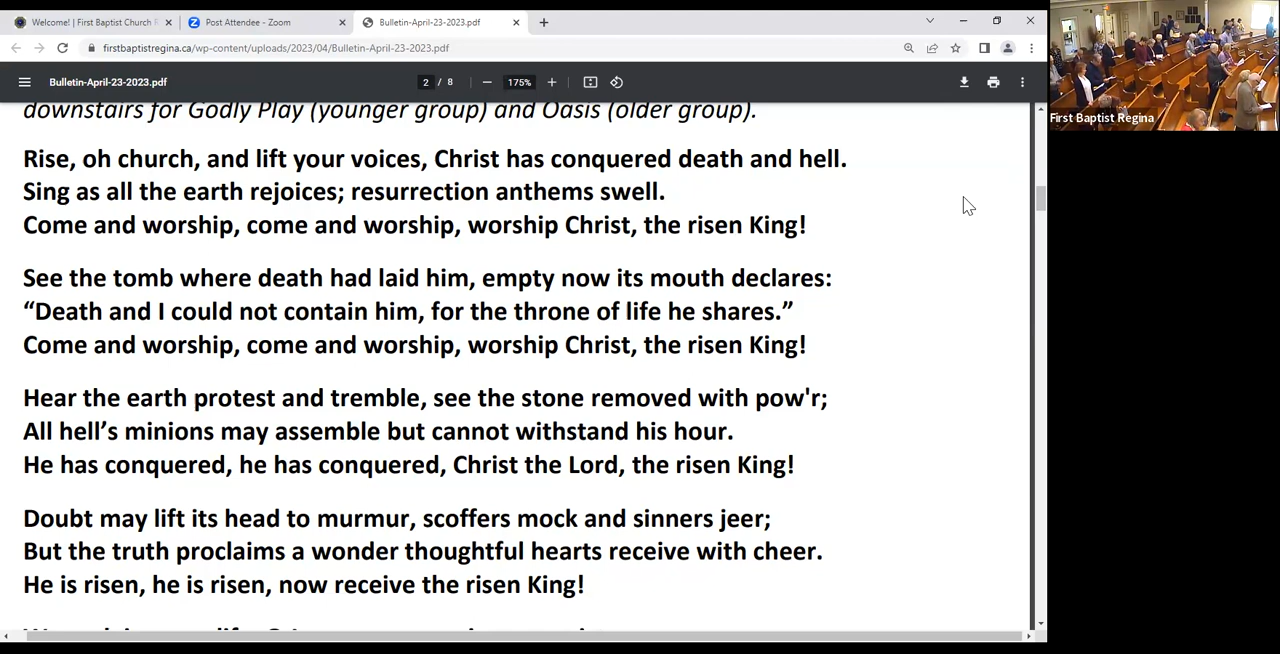 Welcome! | First Baptist Church
Post Attendee - Zoom
Bulletin-April-23-2023.pdf
firstbaptistregina.ca/wp-content/uploads/2023/04/Bulletin-April-23-2023.pdf
Bulletin-April-23-2023.pdf
2 / 8
175%
First Baptist Regina
downstairs for Godly Play (younger group) and Oasis (older group).
Rise, oh church, and lift your voices, Christ has conquered death and hell.
Sing as all the earth rejoices; resurrection anthems swell.
Come and worship, come and worship, worship Christ, the risen King!
See the tomb where death had laid him, empty now its mouth declares:
“Death and I could not contain him, for the throne of life he shares.”
Come and worship, come and worship, worship Christ, the risen King!
Hear the earth protest and tremble, see the stone removed with pow'r;
All hell’s minions may assemble but cannot withstand his hour.
He has conquered, he has conquered, Christ the Lord, the risen King!
Doubt may lift its head to murmur, scoffers mock and sinners jeer;
But the truth proclaims a wonder thoughtful hearts receive with cheer.
He is risen, he is risen, now receive the risen King!